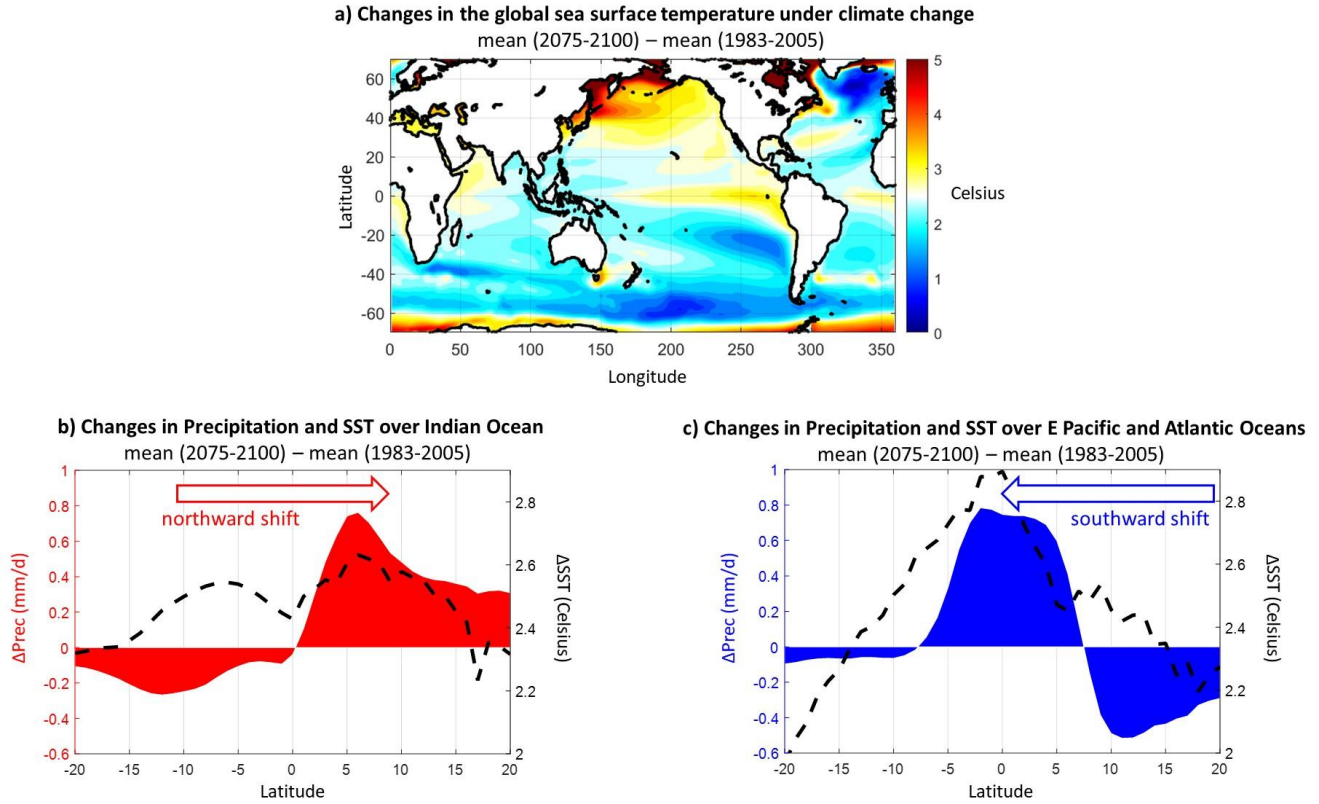 a) Changes in the global sea surface temperature under climate change
mean (2075-2100) – mean (1983-2005)
60
40
20
0
-20
-40
-60
Latitude
0 50 100 150 200 250 300 350
Longitude
5
4
3
2
1
0
Celsius
b) Changes in Precipitation and SST over Indian Ocean
mean (2075-2100) – mean (1983-2005)
northward shift
1
0.8
0.6
0.4
0.2
0
-0.2
-0.4
-0.6
ΔPrec (mm/d)
2.8
2.6
2.4
2.2
2
ΔSST (Celsius)
-20 -15 -10 -5 0 5 10 15 20
Latitude
c) Changes in Precipitation and SST over E Pacific and Atlantic Oceans
mean (2075-2100) – mean (1983-2005)
southward shift
1
0.8
0.6
0.4
0.2
0
-0.2
-0.4
-0.6
ΔPrec (mm/d)
2.8
2.6
2.4
2.2
2
ΔSST (Celsius)
-20 -15 -10 -5 0 5 10 15 20
Latitude